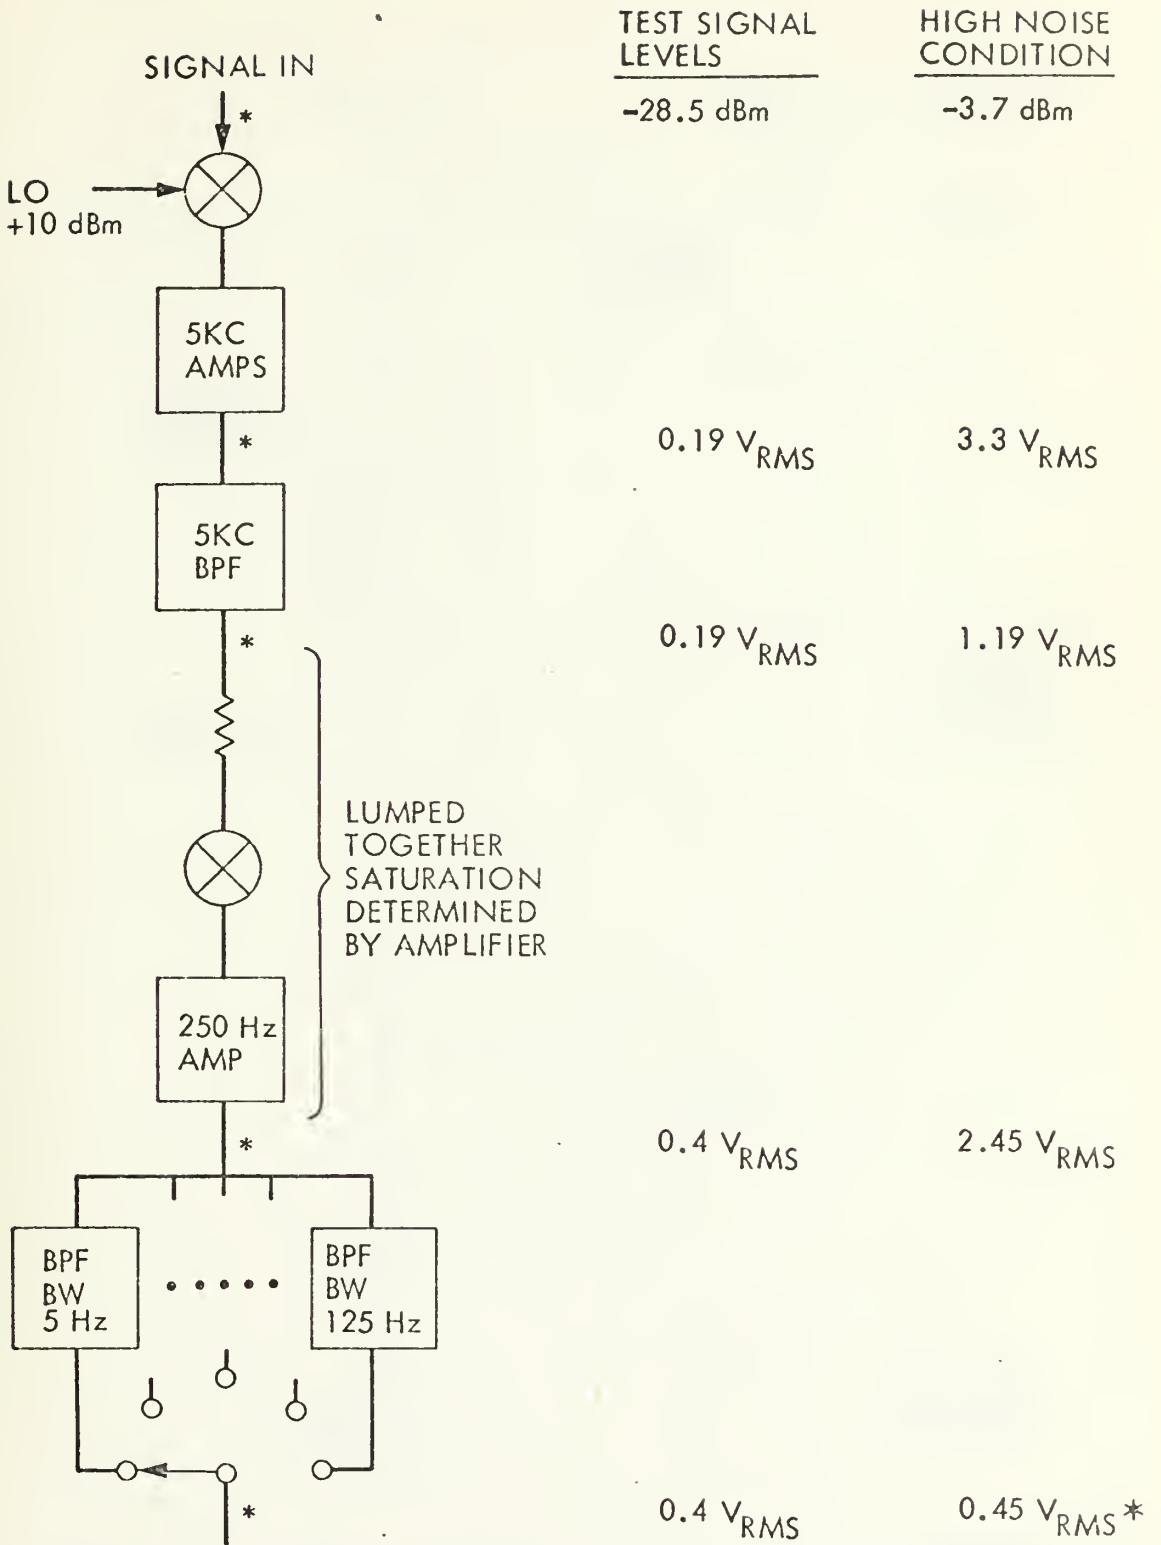 TEST SIGNAL
LEVELS
HIGH NOISE
CONDITION
SIGNAL IN
*
-28.5 dBm
-3.7 dBm
LO
+10 dBm
5KC
AMPS
*
0.19 VRMS
3.3 VRMS
5KC
BPF
*
0.19 VRMS
1.19 VRMS
LUMPED
TOGETHER
SATURATION
DETERMINED
BY AMPLIFIER
250 Hz
AMP
*
0.4 VRMS
2.45 VRMS
BPF
BW
5 Hz
BPF
BW
125 Hz
*
0.4 VRMS
0.45 VRMS*